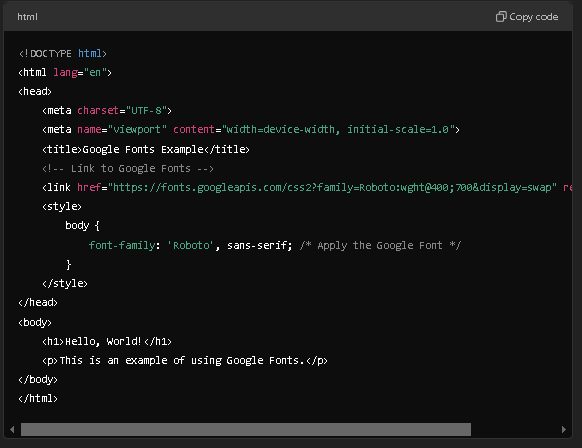 html
Copy code
<!DOCTYPE html>
<html lang="en">
<head>
    <meta charset="UTF-8">
    <meta name="viewport" content="width=device-width, initial-scale=1.0">
    <title>Google Fonts Example</title>
    <!-- Link to Google Fonts -->
    <link href="https://fonts.googleapis.com/css2?family=Roboto:wght@400;700&display=swap" re
    <style>
        body {
            font-family: 'Roboto', sans-serif; /* Apply the Google Font */
        }
    </style>
</head>
<body>
    <h1>Hello, World!</h1>
    <p>This is an example of using Google Fonts.</p>
</body>
</html>